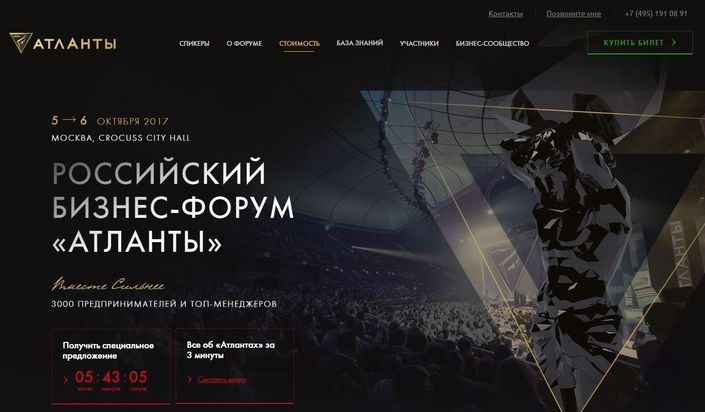 Контакты
Позвоните мне
+7 (495) 191 08 91
АТЛАНТЫ
СПИКЕРЫ
О ФОРУМЕ
СТОИМОСТЬ
БАЗА ЗНАНИЙ
УЧАСТНИКИ
БИЗНЕС-СООБЩЕСТВО
КУПИТЬ БИЛЕТ
5 → 6 ОКТЯБРЯ 2017
МОСКВА, CROCUSS CITY HALL
РОССИЙСКИЙ
БИЗНЕС-ФОРУМ
«АТЛАНТЫ»
Вместе Сильнее
3000 ПРЕДПРИНИМАТЕЛЕЙ И ТОП-МЕНЕДЖЕРОВ
Получить специальное
предложение
05 : 43 : 05
часов минуты секунд
Все об «Атлантах» за
3 минуты
Смотреть видео